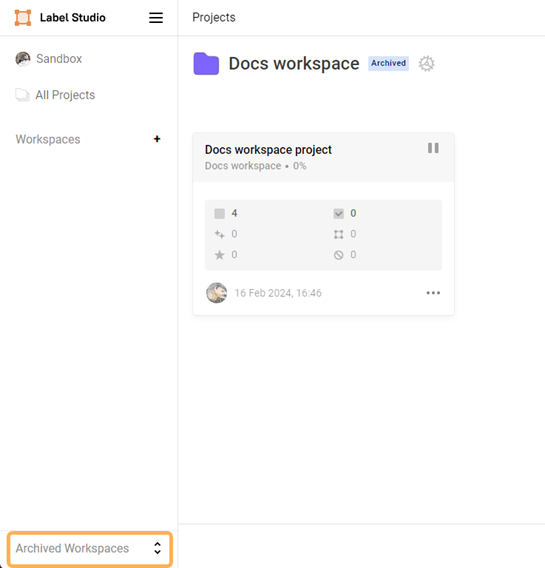 Label Studio
Projects
Sandbox
All Projects
Workspaces +
Docs workspace Archived
Docs workspace project
Docs workspace • 0%
4 0
0 0
0 0
16 Feb 2024, 16:46
Archived Workspaces